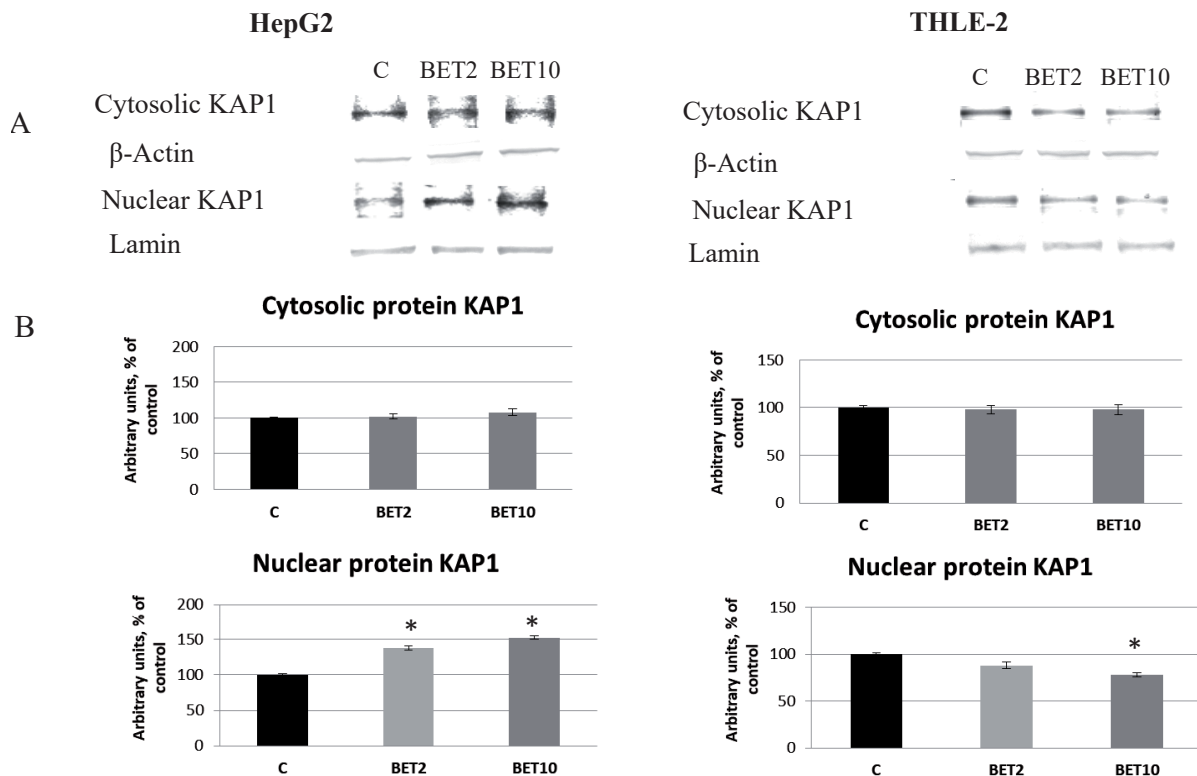 HepG2
C BET2 BET10
A
Cytosolic KAP1
β-Actin
Nuclear KAP1
Lamin
THLE-2
C BET2 BET10
Cytosolic KAP1
β-Actin
Nuclear KAP1
Lamin
B
Cytosolic protein KAP1
Arbitrary units, % of
control
200
150
100
50
0
C BET2 BET10
Cytosolic protein KAP1
Arbitrary units, % of
control
150
100
50
0
C BET2 BET10
Nuclear protein KAP1
Arbitrary units, % of
control
200
150
100
50
0
* *
C BET2 BET10
Nuclear protein KAP1
Arbitrary units, % of
control
150
100
50
0
*
C BET2 BET10